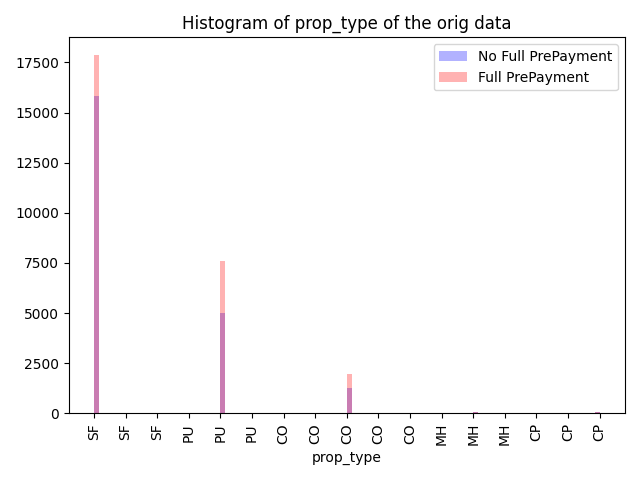 Histogram of prop_type of the orig data
No Full PrePayment
Full PrePayment
17500
15000
12500
10000
7500
5000
2500
0
SF SF SF PU PU PU CO CO CO CO CO MH MH MH CP CP CP
prop_type